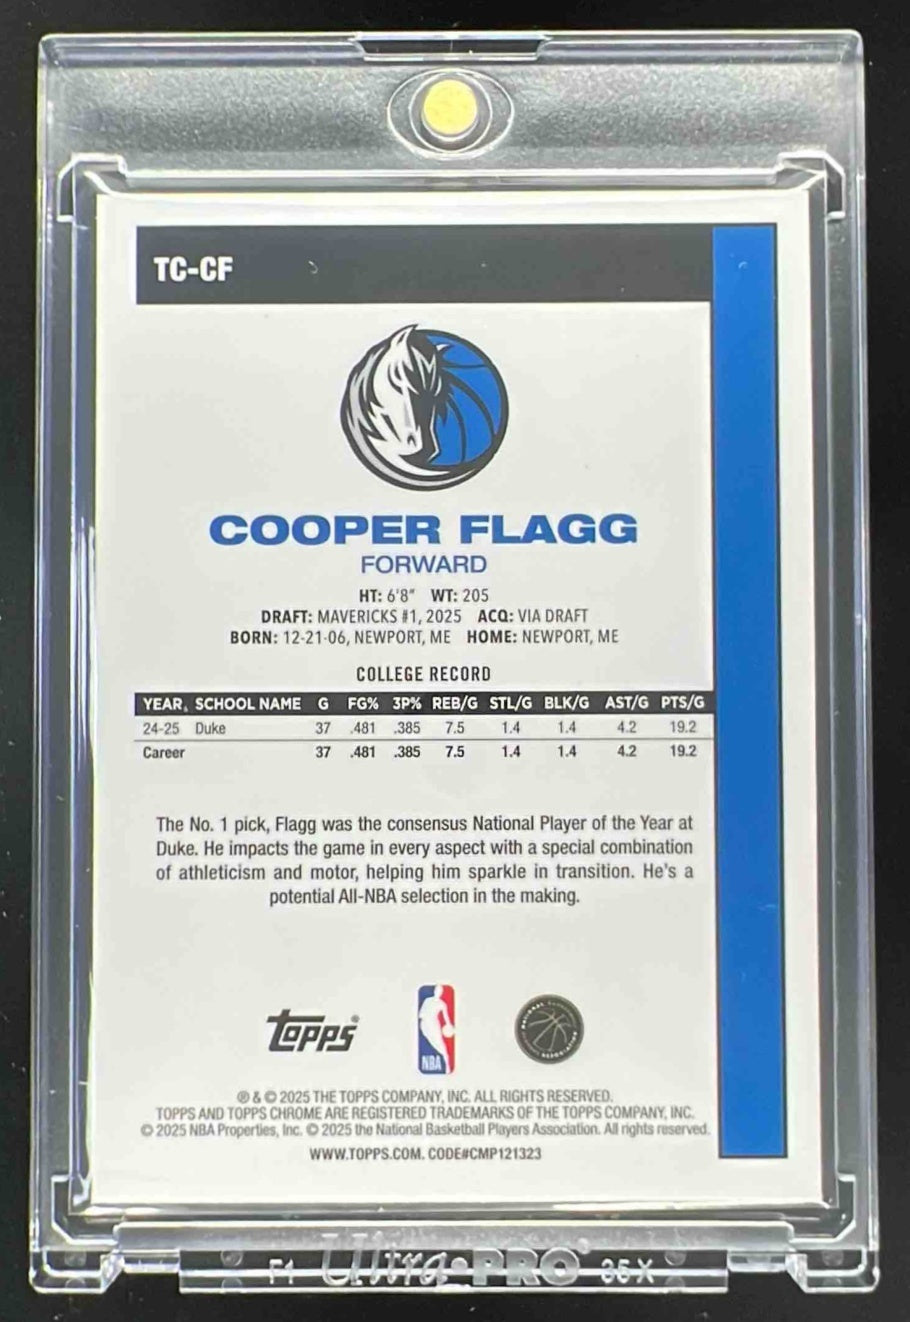 TC-CF
COOPER FLAGG
FORWARD
HT: 6'8" WT: 205
DRAFT: MAVERICKS #1, 2025 ACQ: VIA DRAFT
BORN: 12-21-06, NEWPORT, ME HOME: NEWPORT, ME
COLLEGE RECORD
YEAR SCHOOL NAME G FG% 3P% REB/G STL/G BLK/G AST/G PTS/G
24-25 Duke 37 .481 .385 7.5 1.4 1.4 4.2 19.2
Career 37 .481 .385 7.5 1.4 1.4 4.2 19.2
The No. 1 pick, Flagg was the consensus National Player of the Year at
Duke. He impacts the game in every aspect with a special combination
of athleticism and motor, helping him sparkle in transition. He's a
potential All-NBA selection in the making.
Topps®
NBA
® & © 2025 THE TOPPS COMPANY, INC. ALL RIGHTS RESERVED.
TOPPS AND TOPPS CHROME ARE REGISTERED TRADEMARKS OF THE TOPPS COMPANY, INC.
© 2025 NBA Properties, Inc. © 2025 the National Basketball Players Association. All rights reserved.
WWW.TOPPS.COM. CODE#CMP121323
Ultra•PRO®